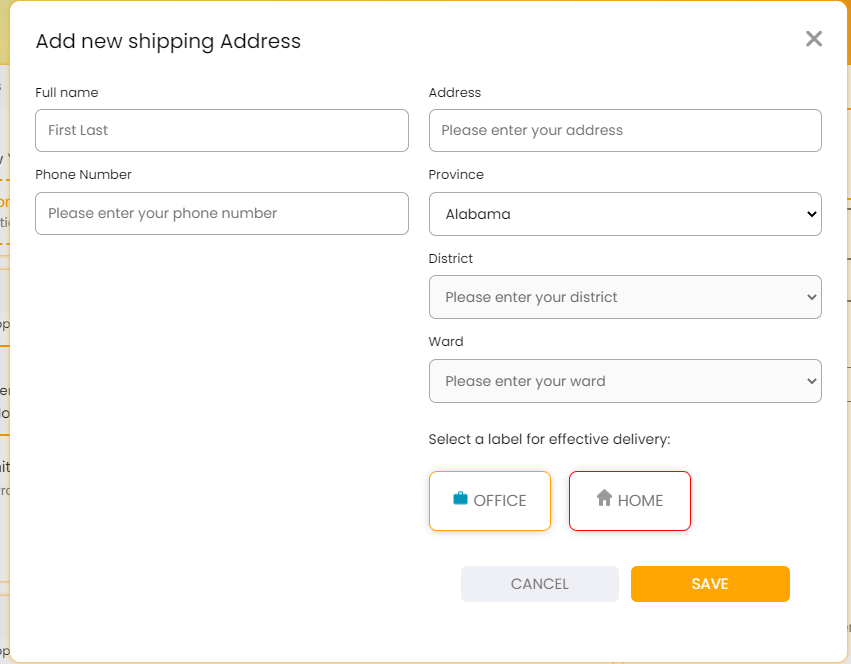 Add new shipping Address
Full name
First Last
Phone Number
Please enter your phone number
Address
Please enter your address
Province
Alabama
District
Please enter your district
Ward
Please enter your ward
Select a label for effective delivery:
OFFICE
HOME
CANCEL
SAVE